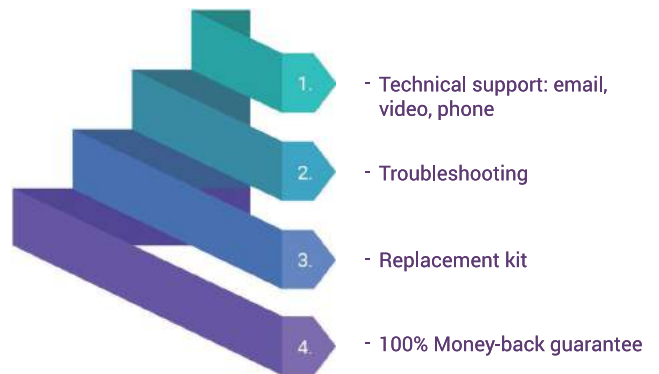 1.
- Technical support: email,
video, phone
2.
- Troubleshooting
3.
- Replacement kit
4.
- 100% Money-back guarantee